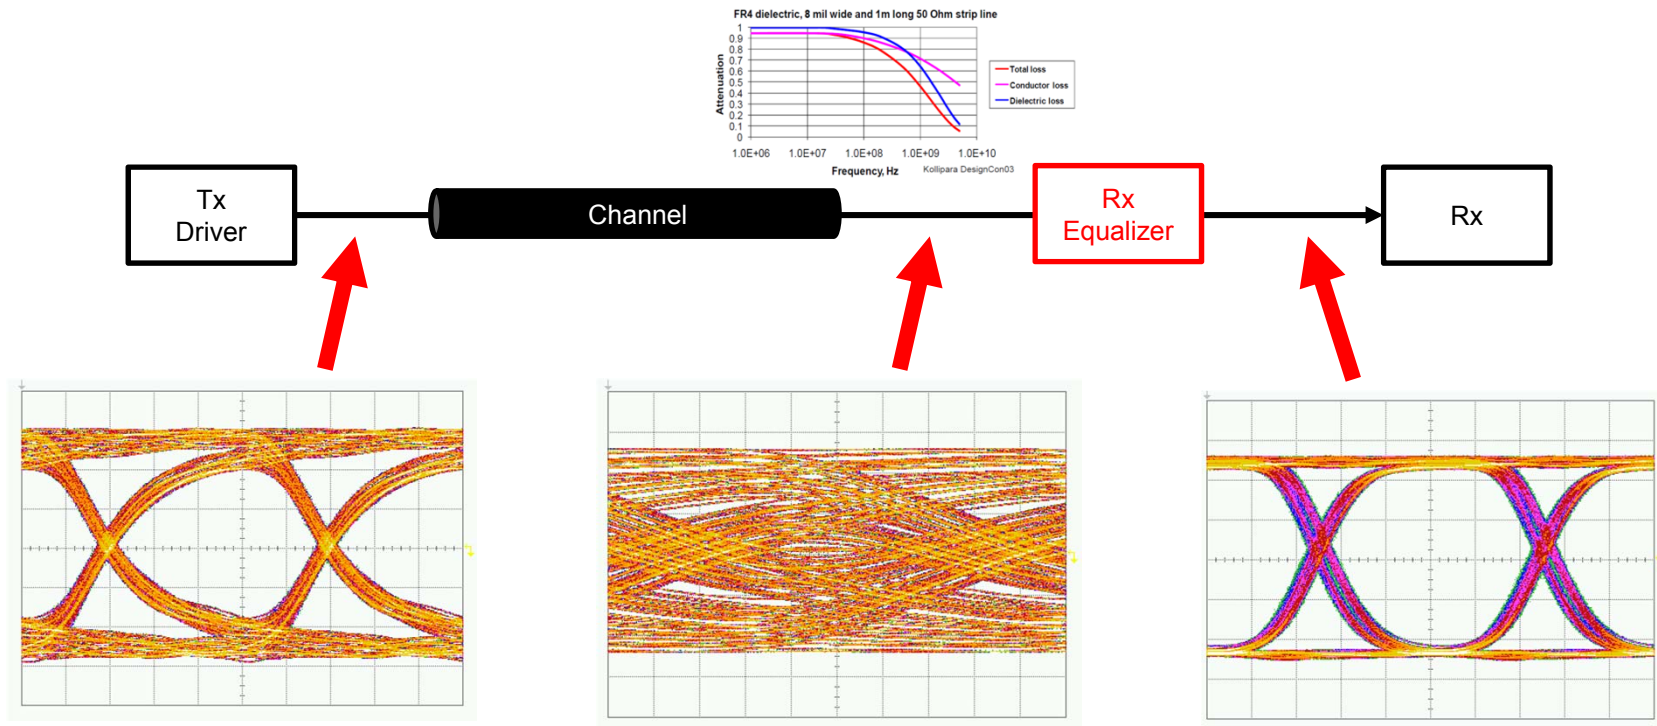 FR4 dielectric, 8 mil wide and 1m long 50 Ohm strip line
1
0.9
0.8
0.7
0.6
0.5
0.4
0.3
0.2
0.1
0
Attenuation
Total loss
Conductor loss
Dielectric loss
1.0E+06 1.0E+07 1.0E+08 1.0E+09 1.0E+10
Frequency, Hz
Kollipara DesignCon03
Tx
Driver
Channel
Rx
Equalizer
Rx